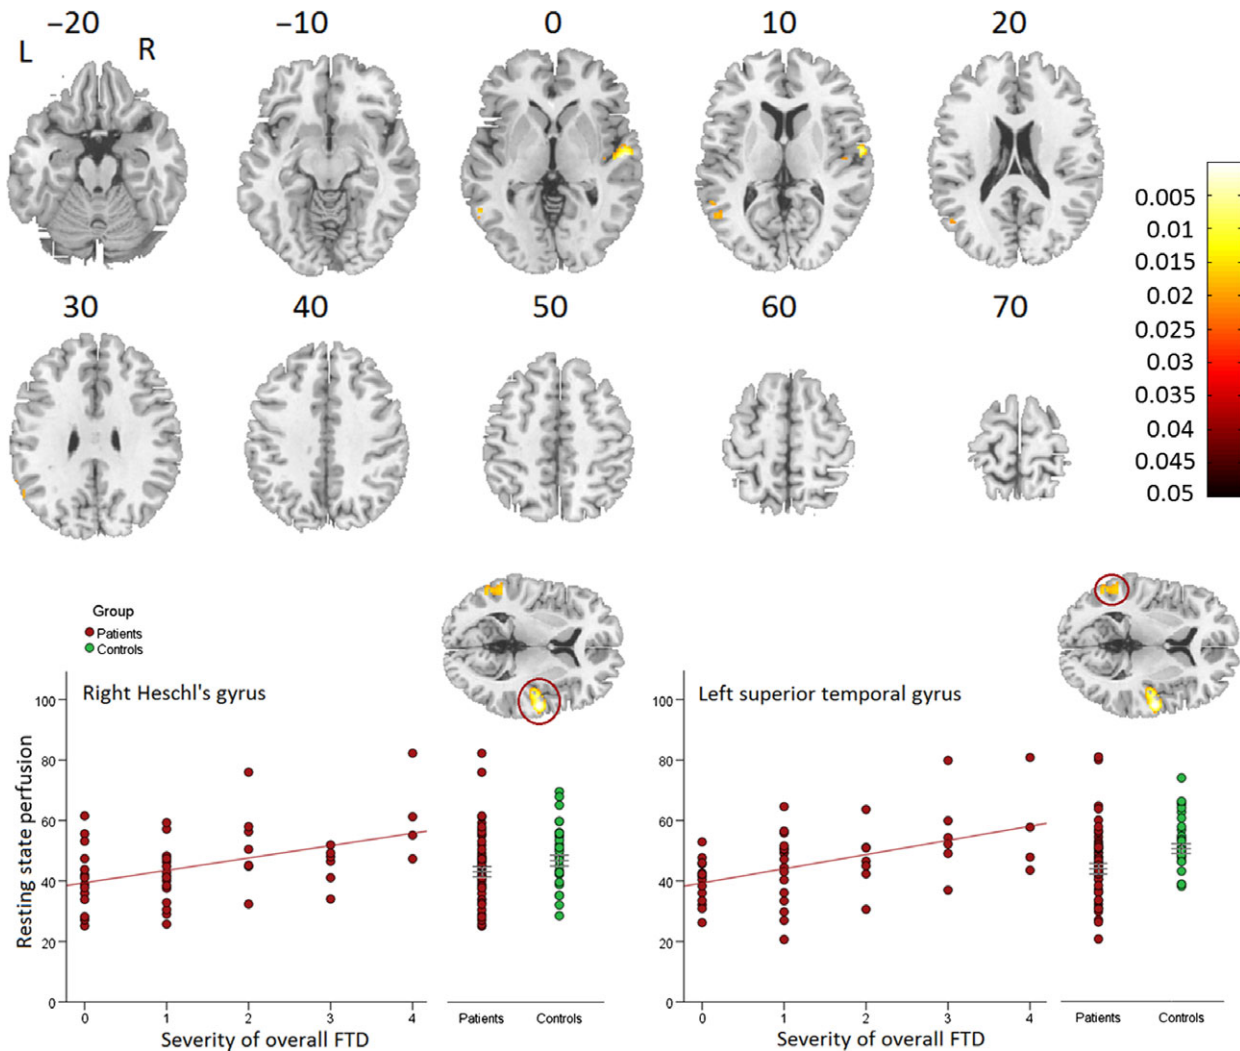 −20 −10 0 10 20
L R
0.005
0.01
0.015
0.02
0.025
0.03
0.035
0.04
0.045
0.05
30 40 50 60 70
Group
Patients
Controls
Right Heschl's gyrus
Resting state perfusion
100
80
60
40
20
0
0 1 2 3 4
Patients Controls
Severity of overall FTD
Left superior temporal gyrus
100
80
60
40
20
0
0 1 2 3 4
Patients Controls
Severity of overall FTD